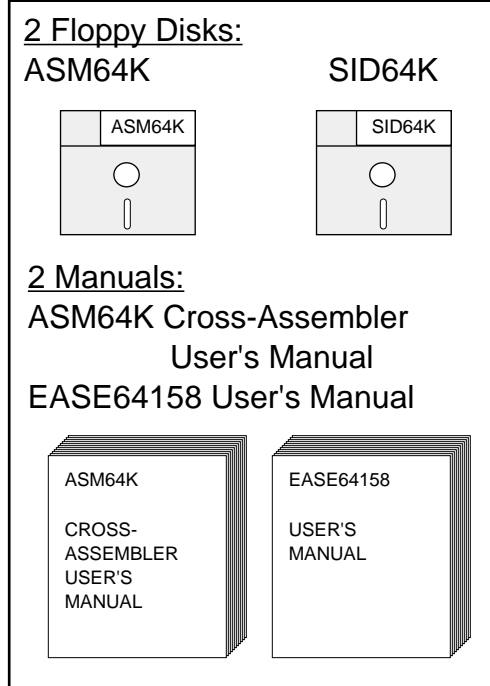 2 Floppy Disks:
ASM64K SID64K
ASM64K SID64K
2 Manuals:
ASM64K Cross-Assembler
User's Manual
EASE64158 User's Manual
ASM64K
CROSS-
ASSEMBLER
USER'S
MANUAL
EASE64158
USER'S
MANUAL